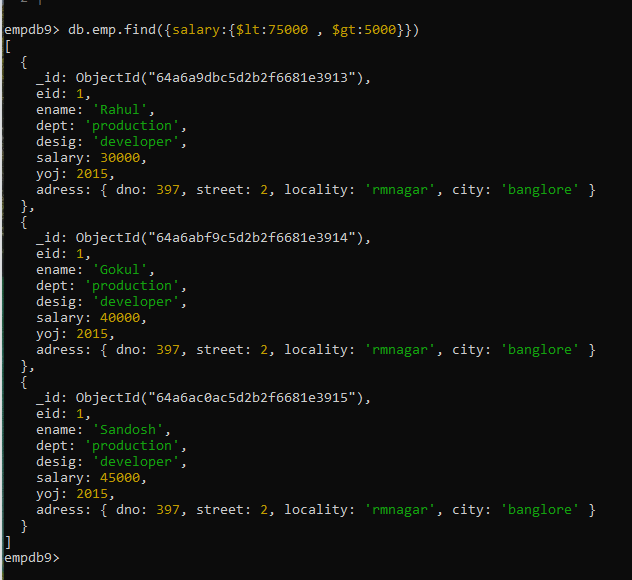 empdb9> db.emp.find({salary:{$lt:75000 , $gt:5000}})
[
  {
    _id: ObjectId("64a6a9dbc5d2b2f6681e3913"),
    eid: 1,
    ename: 'Rahul',
    dept: 'production',
    desig: 'developer',
    salary: 30000,
    yoj: 2015,
    adress: { dno: 397, street: 2, locality: 'rmnagar', city: 'banglore' }
  },
  {
    _id: ObjectId("64a6abf9c5d2b2f6681e3914"),
    eid: 1,
    ename: 'Gokul',
    dept: 'production',
    desig: 'developer',
    salary: 40000,
    yoj: 2015,
    adress: { dno: 397, street: 2, locality: 'rmnagar', city: 'banglore' }
  },
  {
    _id: ObjectId("64a6ac0ac5d2b2f6681e3915"),
    eid: 1,
    ename: 'Sandosh',
    dept: 'production',
    desig: 'developer',
    salary: 45000,
    yoj: 2015,
    adress: { dno: 397, street: 2, locality: 'rmnagar', city: 'banglore' }
  }
]
empdb9>